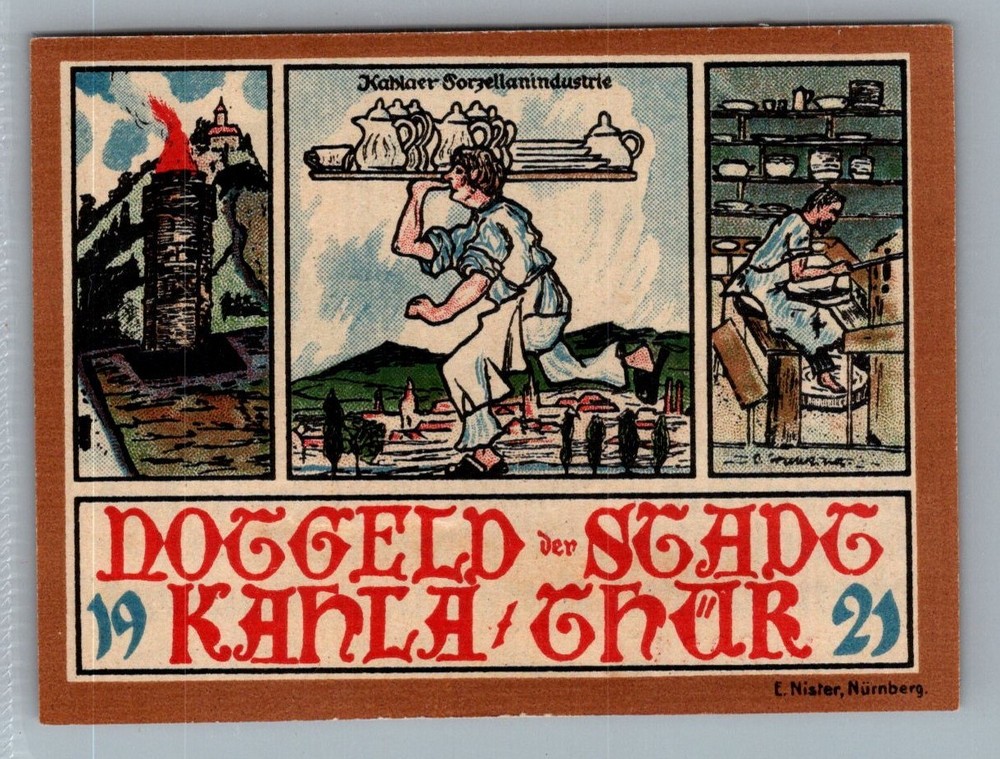 Kahlaer Porzellanindustrie
NOTGELD der STADT
19 KAHLA / THÜR 21
E. Nister, Nürnberg.